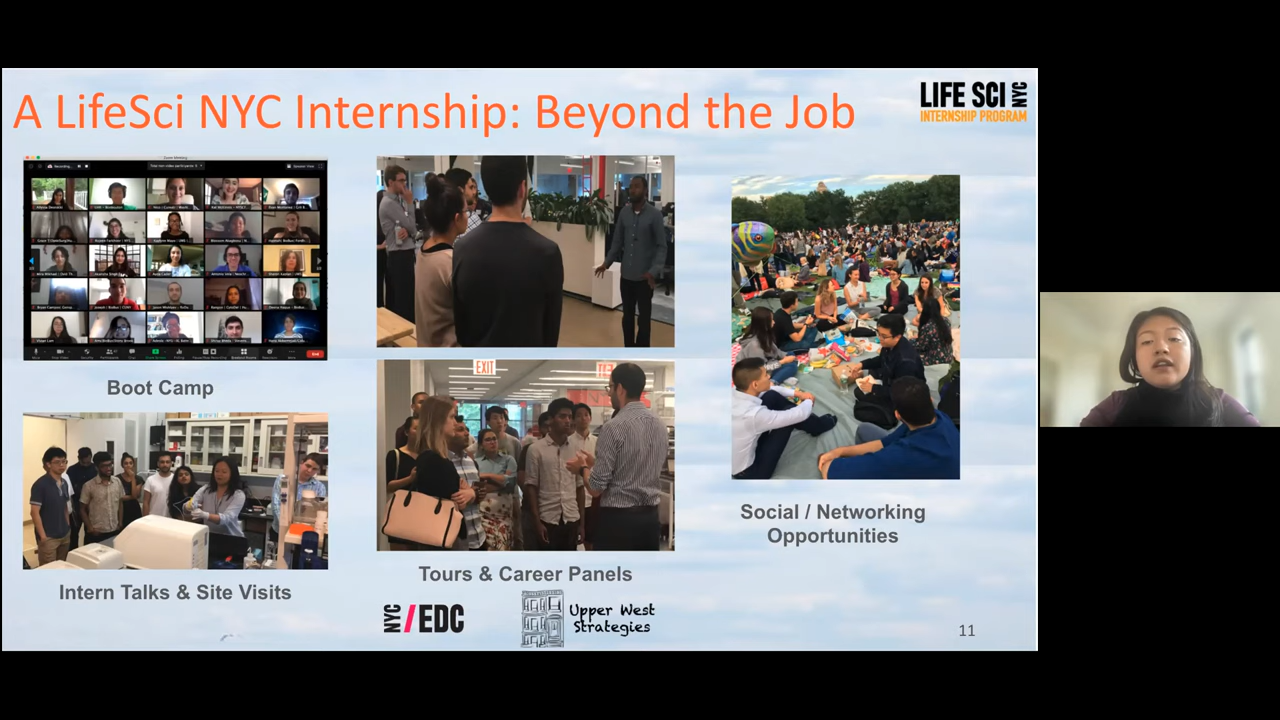 A LifeSci NYC Internship: Beyond the Job
LIFE SCI NYC
INTERNSHIP PROGRAM
Boot Camp
EXIT
Intern Talks & Site Visits
Tours & Career Panels
Social / Networking
Opportunities
NYC / EDC
Upper West
Strategies
11